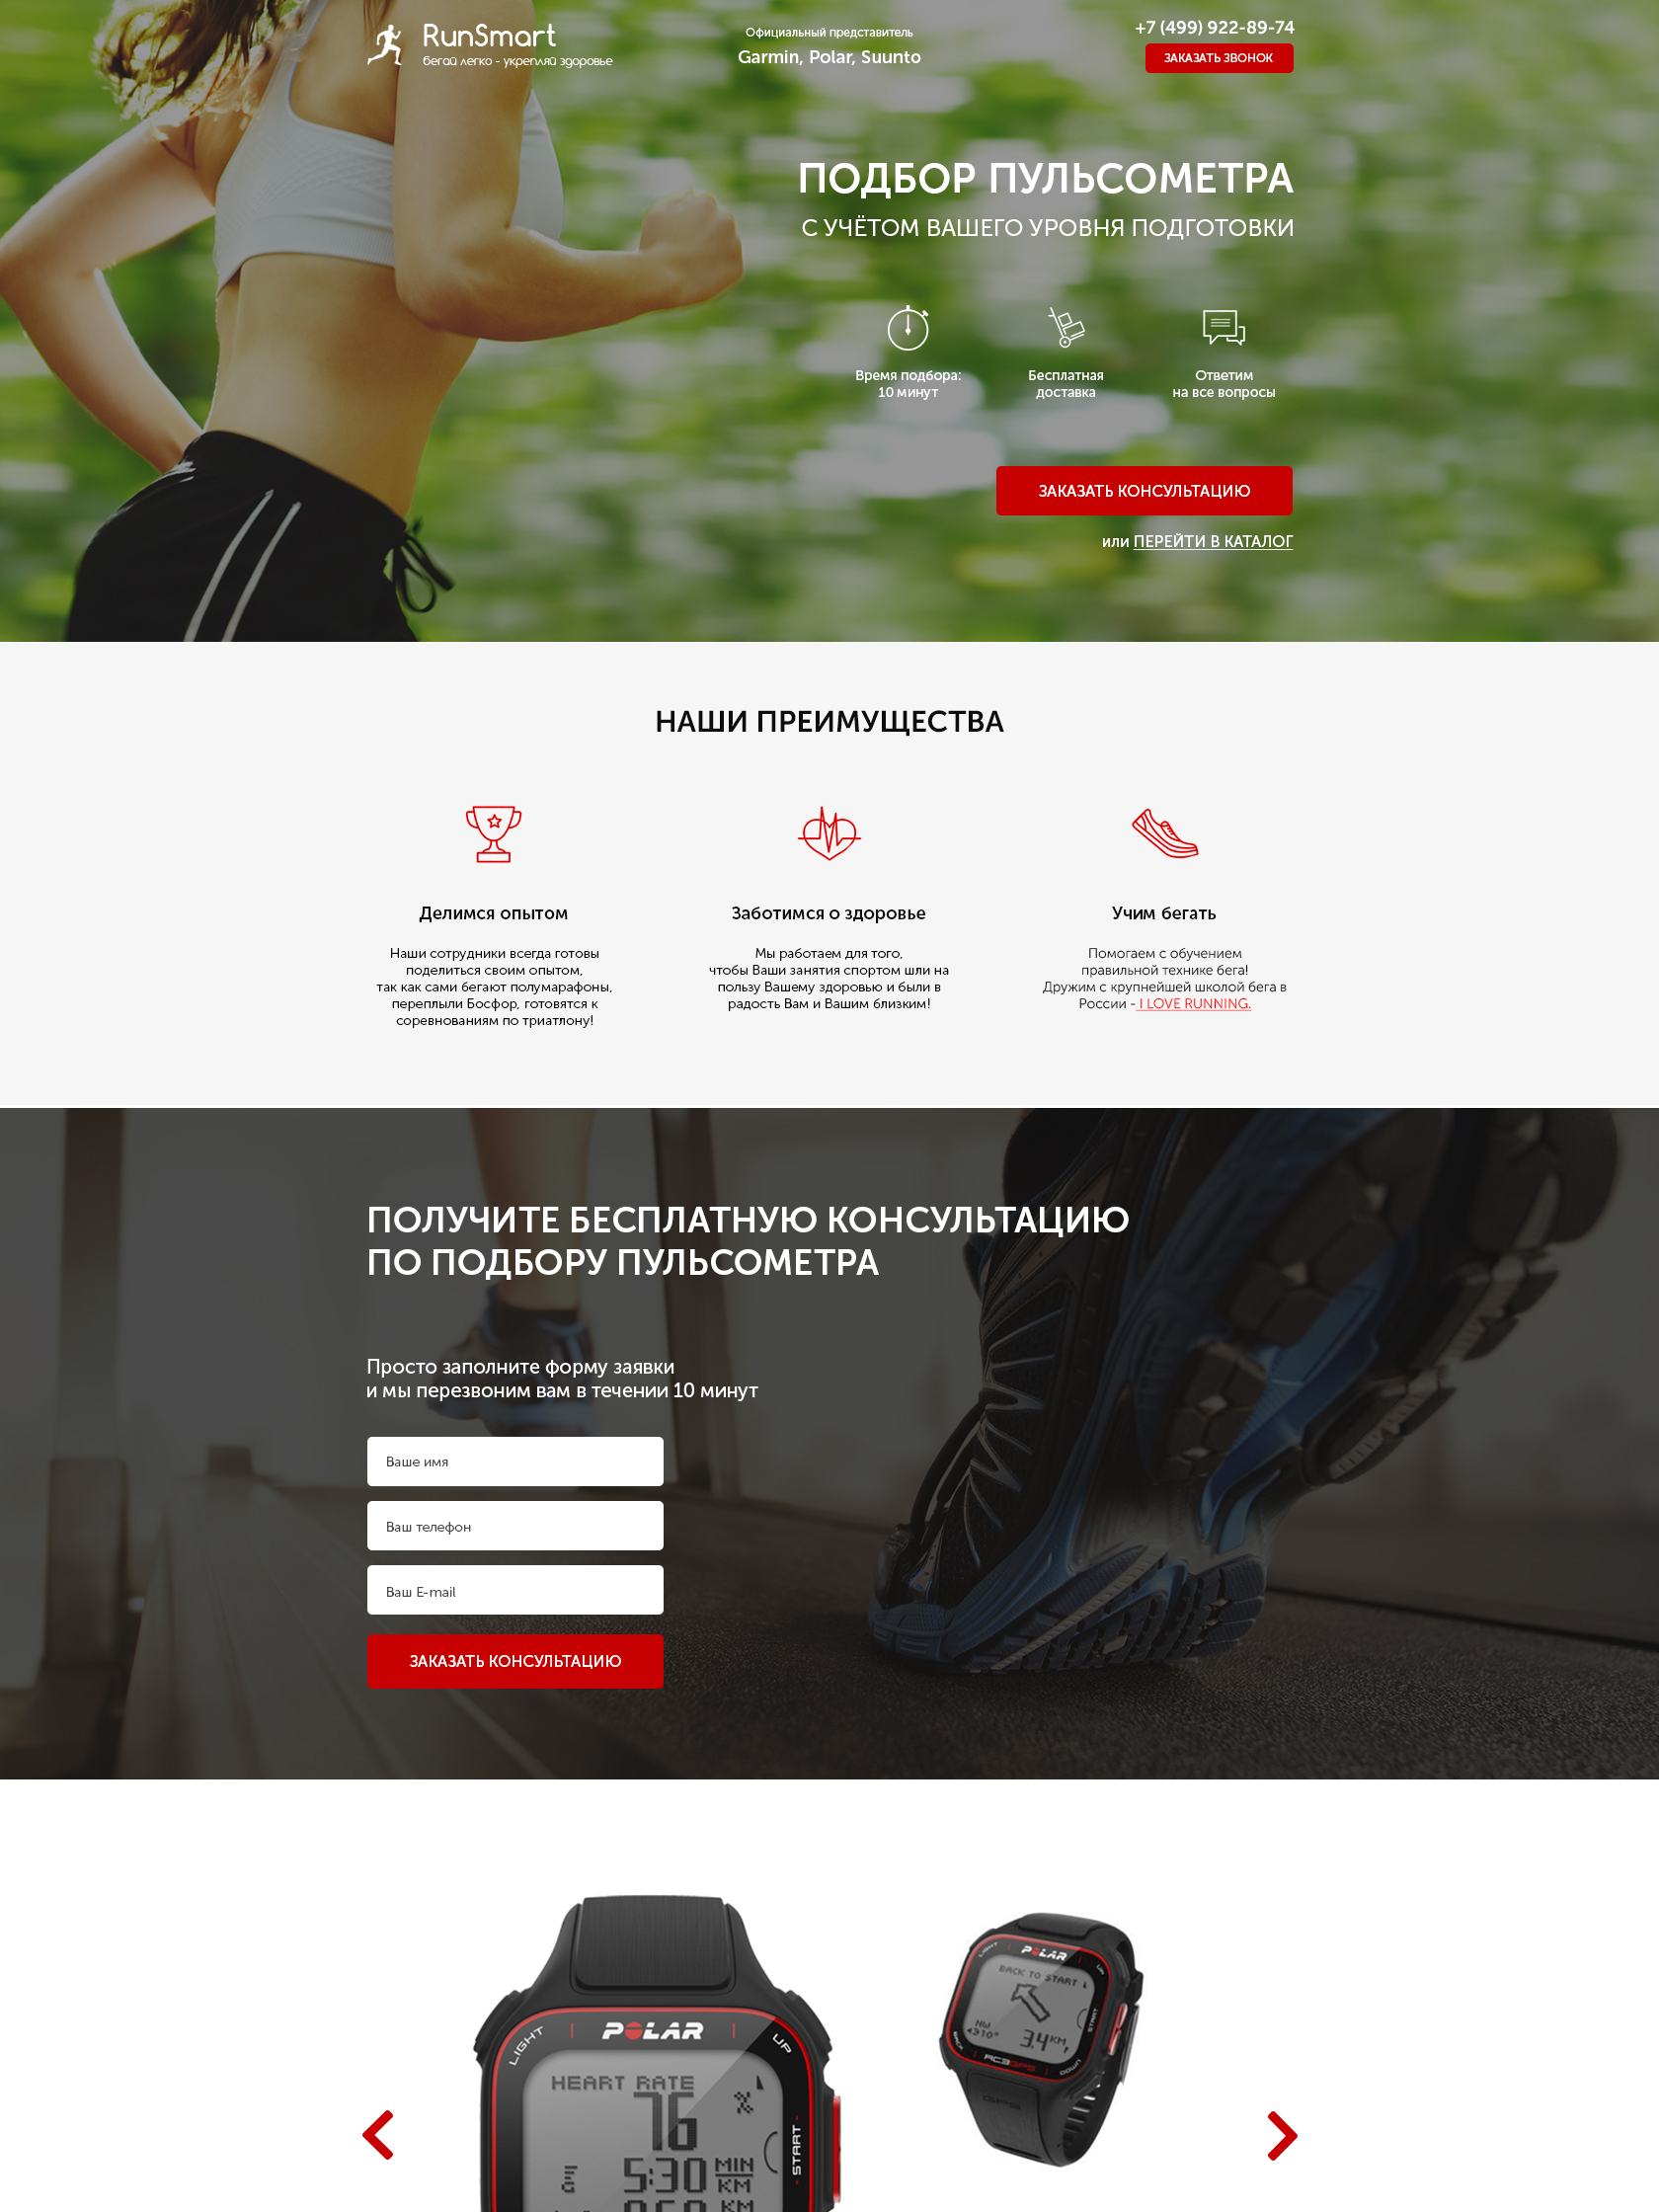 RunSmart
бегай легко - укрепляй здоровье
Официальный представитель
Garmin, Polar, Suunto
+7 (499) 922-89-74
ЗАКАЗАТЬ ЗВОНОК
ПОДБОР ПУЛЬСОМЕТРА
С УЧЁТОМ ВАШЕГО УРОВНЯ ПОДГОТОВКИ
Время подбора:
10 минут
Бесплатная
доставка
Ответим
на все вопросы
ЗАКАЗАТЬ КОНСУЛЬТАЦИЮ
или ПЕРЕЙТИ В КАТАЛОГ
НАШИ ПРЕИМУЩЕСТВА
Делимся опытом
Наши сотрудники всегда готовы
поделиться своим опытом,
так как сами бегают полумарафоны,
переплыли Босфор, готовятся к
соревнованиям по триатлону!
Заботимся о здоровье
Мы работаем для того,
чтобы Ваши занятия спортом шли на
пользу Вашему здоровью и были в
радость Вам и Вашим близким!
Учим бегать
Помогаем с обучением
правильной технике бега!
Дружим с крупнейшей школой бега в
России - I LOVE RUNNING.
ПОЛУЧИТЕ БЕСПЛАТНУЮ КОНСУЛЬТАЦИЮ
ПО ПОДБОРУ ПУЛЬСОМЕТРА
Просто заполните форму заявки
и мы перезвоним вам в течении 10 минут
Ваше имя
Ваш телефон
Ваш E-mail
ЗАКАЗАТЬ КОНСУЛЬТАЦИЮ
POLAR
LIGHT
UP
HEART RATE
76
START
5:30 MIN
KM
KM
POLAR
LIGHT
UP
BACK TO START
START
NW
3.4 KM
BACK
DOWN
RC3GPS
GPS